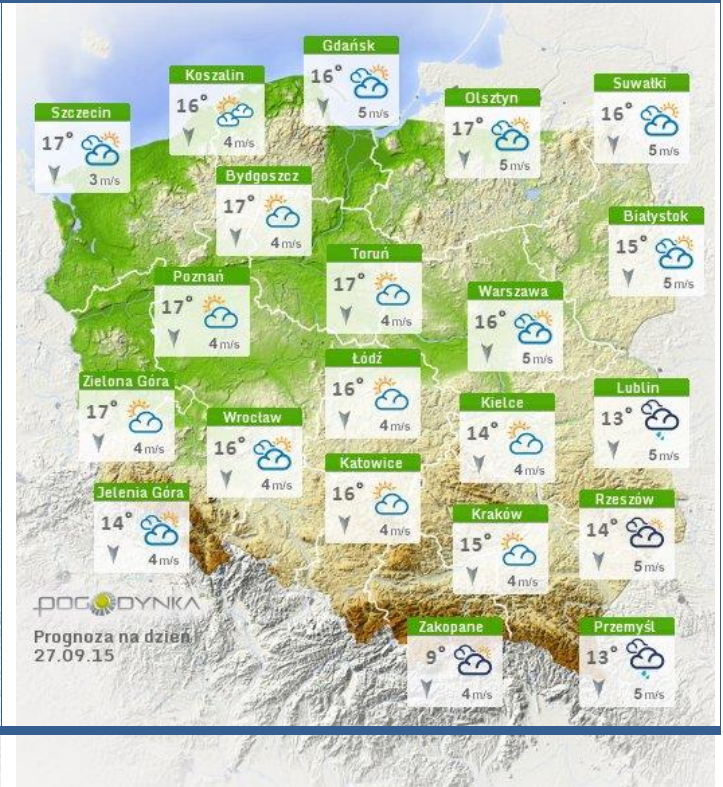 Gdańsk
16°
5 m/s
Koszalin
16°
4 m/s
Suwałki
16°
5 m/s
Olsztyn
17°
5 m/s
Szczecin
17°
3 m/s
Bydgoszcz
17°
4 m/s
Białystok
15°
5 m/s
Toruń
17°
4 m/s
Poznań
17°
4 m/s
Warszawa
16°
5 m/s
Łódź
16°
4 m/s
Zielona Góra
17°
4 m/s
Lublin
13°
5 m/s
Kielce
14°
4 m/s
Wrocław
16°
4 m/s
Katowice
16°
4 m/s
Jelenia Góra
14°
4 m/s
Rzeszów
14°
5 m/s
Kraków
15°
4 m/s
POGODYNKA
Prognoza na dzień
27.09.15
Zakopane
9°
4 m/s
Przemyśl
13°
5 m/s